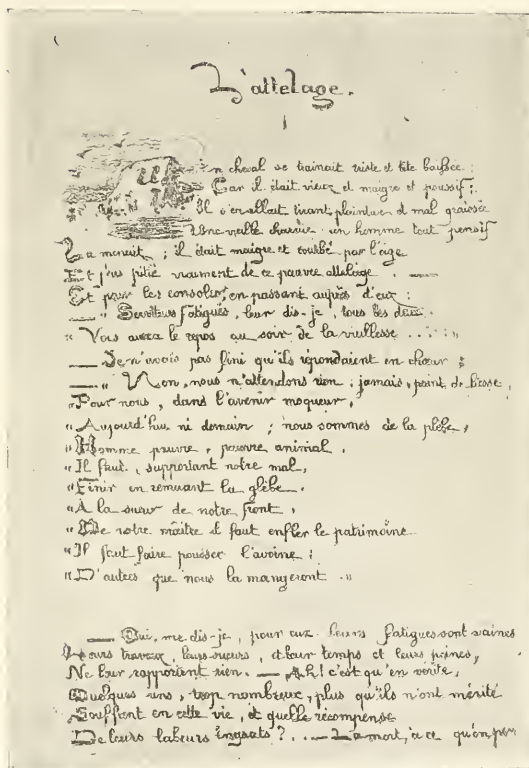 L'attelage.
Un cheval se trainait triste et tête baissée :
Car il était vieux et maigre et poussif ;
Il s'en allait tirant, plaintive et mal graissée
Une vieille charrue : un homme tout pensif
La menait ; il était maigre et courbé par l'âge
Et j'eus pitié vraiment de ce pauvre attelage . —
Et pour les consoler, en passant auprès d'eux :
— " Serviteurs fatigués, leur dis-je, tous les deux .
" Vous aurez le repos au soir de la vieillesse . . . : "
— Je n'avais pas fini qu'ils répondaient en chœur :
— " Non, nous n'attendons rien ; jamais, point de liesse ,
" Pour nous, dans l'avenir moqueur,
" Aujourd'hui ni demain ; nous sommes de la plèbe,
" Homme pauvre, pauvre animal,
" Il faut, supportant notre mal,
" Finir en remuant la glèbe.
" À la sueur de notre front,
" De notre maître il faut enfler le patrimoine
" Il faut faire pousser l'avoine ;
" D'autres que nous la mangeront . "
— Oui, me dis-je, pour eux leurs fatigues sont vaines
Leurs travaux, leurs sueurs, et leur temps et leurs peines,
Ne leur rapportent rien. — Ah ! c'est qu'en vérité,
Quelques uns, trop nombreux, plus qu'ils n'ont mérité
Souffrent en cette vie, et quelle récompense
De leurs labeurs ingrats ? . . — La mort, à ce qu'on